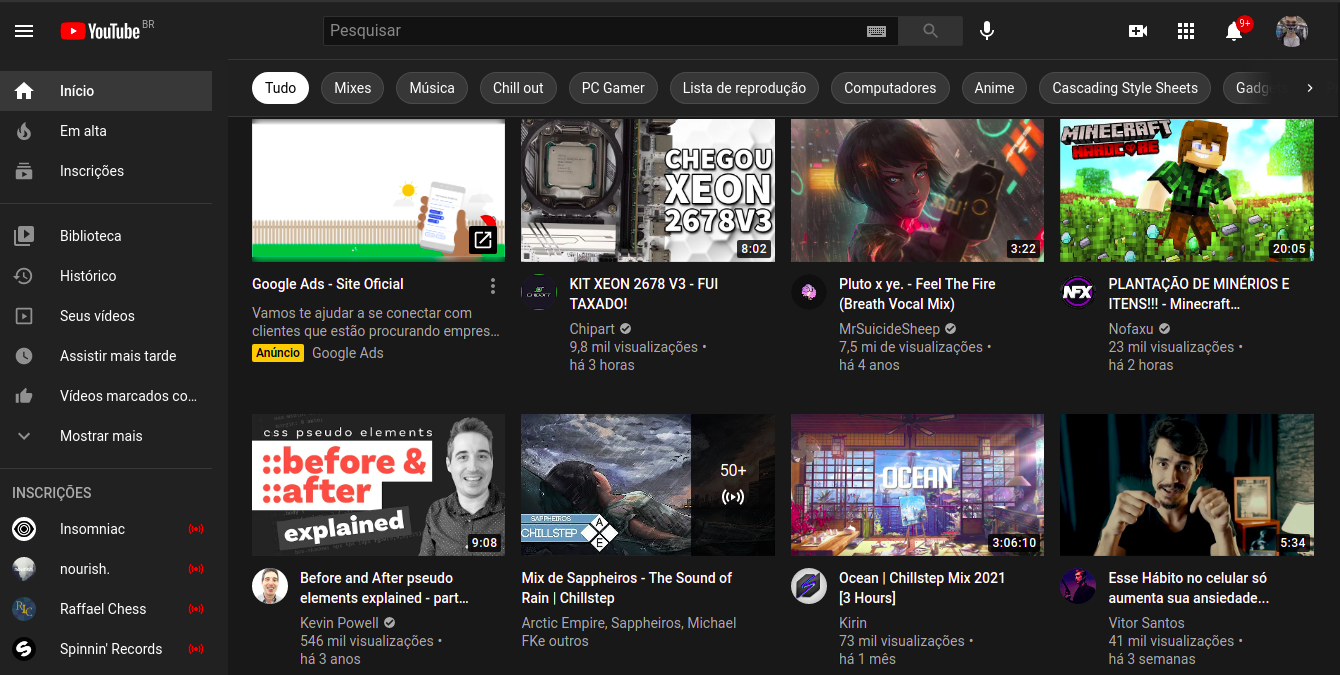 YouTube BR
Pesquisar
9+
Início
Em alta
Inscrições
Biblioteca
Histórico
Seus vídeos
Assistir mais tarde
Vídeos marcados co...
Mostrar mais
INSCRIÇÕES
Insomniac
nourish.
Raffael Chess
Spinnin' Records
Tudo
Mixes
Música
Chill out
PC Gamer
Lista de reprodução
Computadores
Anime
Cascading Style Sheets
Google Ads - Site Oficial
Vamos te ajudar a se conectar com
clientes que estão procurando empres...
Anúncio Google Ads
CHEGOU
XEON
2678V3
8:02
CHIPART
KIT XEON 2678 V3 - FUI
TAXADO!
Chipart
9,8 mil visualizações •
há 3 horas
3:22
Pluto x ye. - Feel The Fire
(Breath Vocal Mix)
MrSuicideSheep
7,5 mi de visualizações •
há 4 anos
MINECRAFT
HARDCORE
20:05
NFX
PLANTAÇÃO DE MINÉRIOS E
ITENS!!! - Minecraft...
Nofaxu
23 mil visualizações •
há 2 horas
css pseudo elements
::before &
::after
explained
9:08
Before and After pseudo
elements explained - part...
Kevin Powell
546 mil visualizações •
há 3 anos
SAPPHEIROS
CHILLSTEP
A
E
50+
Mix de Sappheiros - The Sound of
Rain | Chillstep
Arctic Empire, Sappheiros, Michael
FKe outros
OCEAN
3:06:10
Ocean | Chillstep Mix 2021
[3 Hours]
Kirin
73 mil visualizações •
há 1 mês
5:34
Esse Hábito no celular só
aumenta sua ansiedade...
Vitor Santos
41 mil visualizações •
há 3 semanas